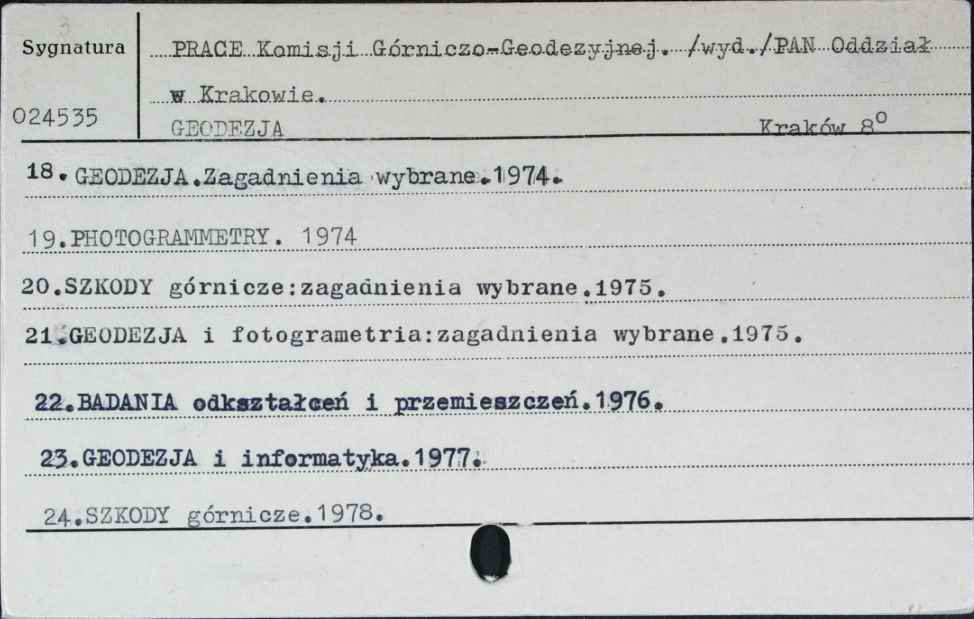 Sygnatura
PRACE Komisji Górniczo-Geodezyjnej. /wyd./PAN Oddział
w Krakowie.
024535
GEODEZJA Kraków 8º
18. GEODEZJA.Zagadnienia wybrane.1974.
19.PHOTOGRAMMETRY. 1974
20.SZKODY górnicze:zagadnienia wybrane.1975.
21.GEODEZJA i fotogrametria:zagadnienia wybrane.1975.
22.BADANIA odkształceń i przemieszczeń.1976.
23.GEODEZJA i informatyka.1977.
24.SZKODY górnicze.1978.